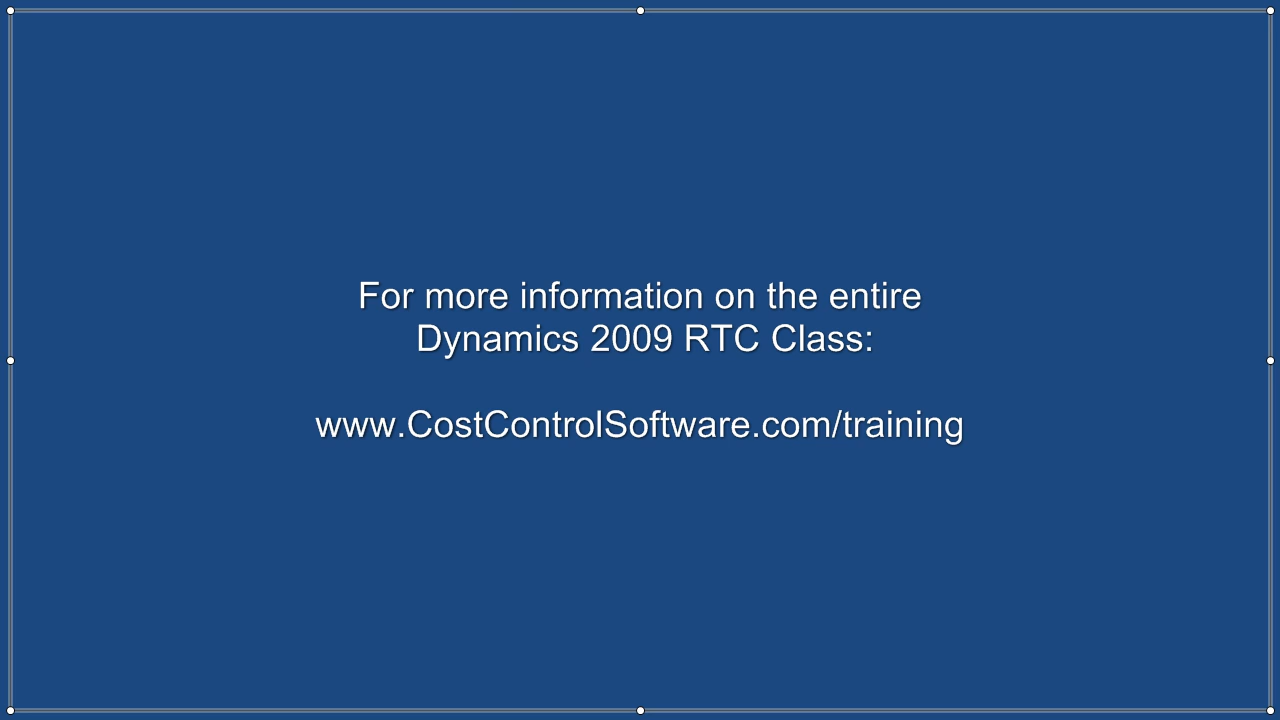 For more information on the entire
Dynamics 2009 RTC Class:
www.CostControlSoftware.com/training